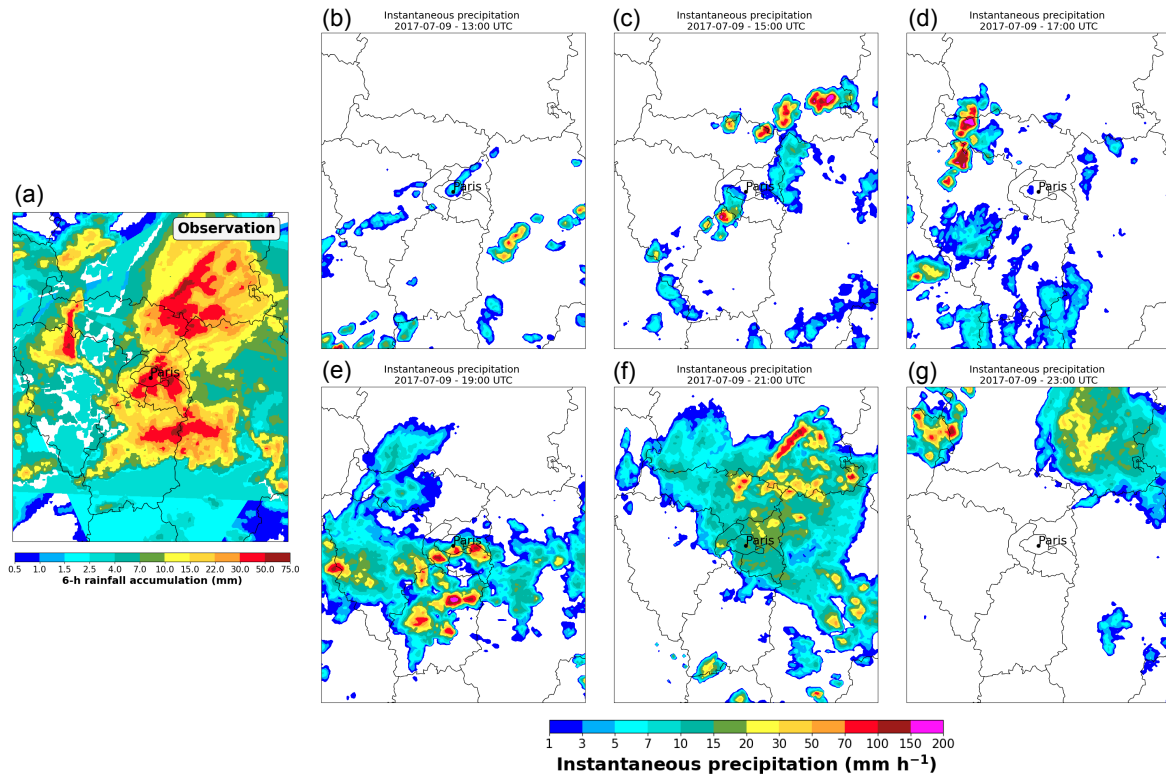 (a)
Observation
Paris
0.5 1.0 1.5 2.5 4.0 7.0 10.0 15.0 22.0 30.0 50.0 75.0
6-h rainfall accumulation (mm)
(b)
Instantaneous precipitation
2017-07-09 - 13:00 UTC
Paris
(c)
Instantaneous precipitation
2017-07-09 - 15:00 UTC
Paris
(d)
Instantaneous precipitation
2017-07-09 - 17:00 UTC
Paris
(e)
Instantaneous precipitation
2017-07-09 - 19:00 UTC
Paris
(f)
Instantaneous precipitation
2017-07-09 - 21:00 UTC
Paris
(g)
Instantaneous precipitation
2017-07-09 - 23:00 UTC
Paris
1 3 5 7 10 15 20 30 50 70 100 150 200
Instantaneous precipitation (mm h⁻¹)